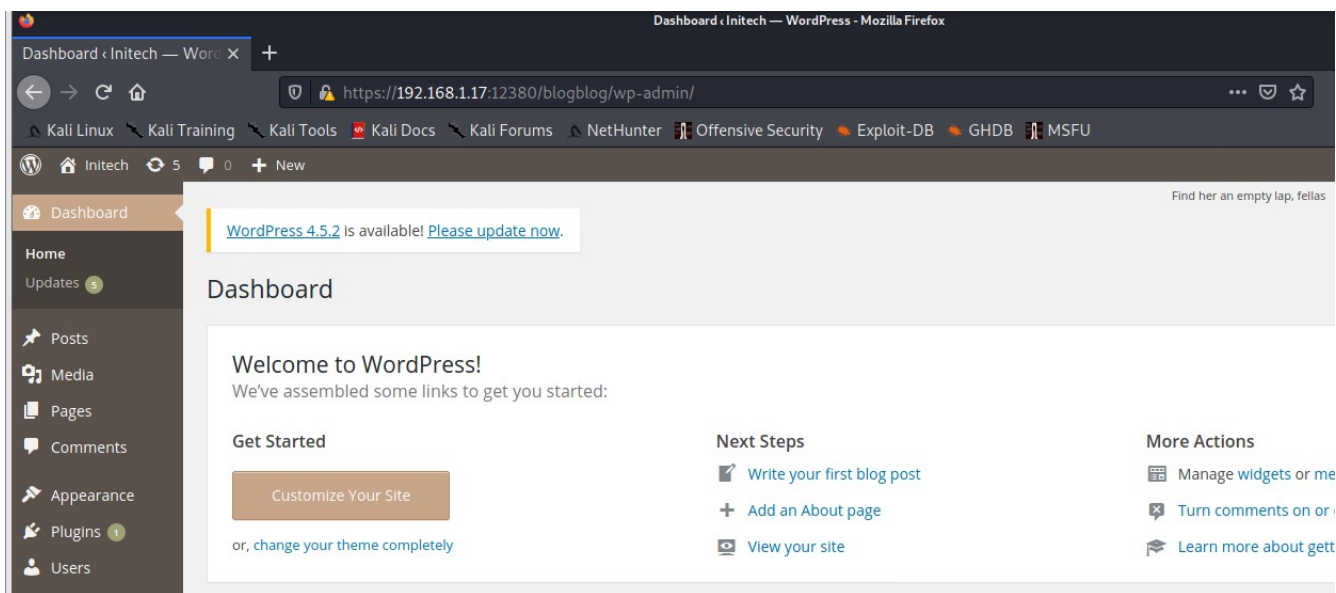 Dashboard ‹ Initech — WordPress - Mozilla Firefox
Dashboard ‹ Initech — Word
https://192.168.1.17:12380/blogblog/wp-admin/
Kali Linux Kali Training Kali Tools Kali Docs Kali Forums NetHunter Offensive Security Exploit-DB GHDB MSFU
Initech 5 0 + New
Find her an empty lap, fellas
Dashboard
WordPress 4.5.2 is available! Please update now.
Home
Updates 5
Dashboard
Posts
Media
Pages
Comments
Appearance
Plugins 1
Users
Welcome to WordPress!
We've assembled some links to get you started:
Get Started
Customize Your Site
or, change your theme completely
Next Steps
Write your first blog post
Add an About page
View your site
More Actions
Manage widgets or me
Turn comments on or
Learn more about gett